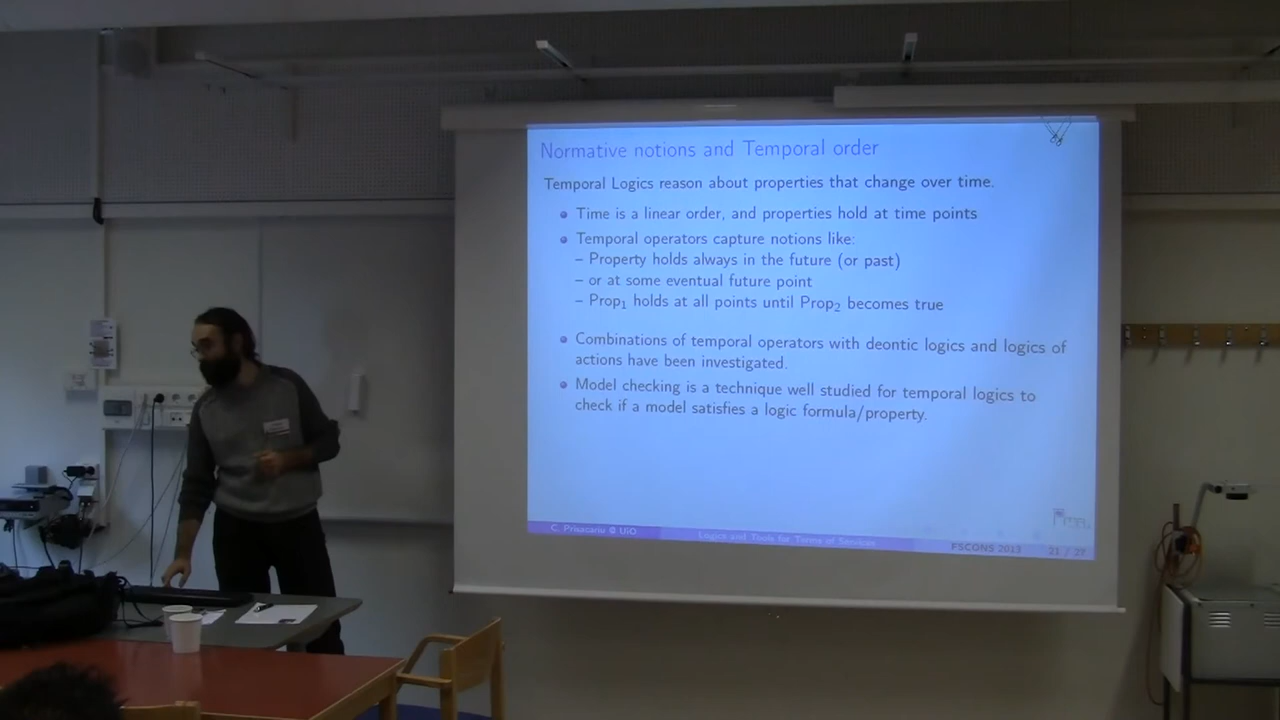 Normative notions and Temporal order
Temporal Logics reason about properties that change over time.
Time is a linear order, and properties hold at time points
Temporal operators capture notions like:
– Property holds always in the future (or past)
– or at some eventual future point
– Prop₁ holds at all points until Prop₂ becomes true
Combinations of temporal operators with deontic logics and logics of
actions have been investigated.
Model checking is a technique well studied for temporal logics to
check if a model satisfies a logic formula/property.
C. Prisacariu @ UiO
Logics and Tools for Terms of Services
FSCONS 2013
21 / 27